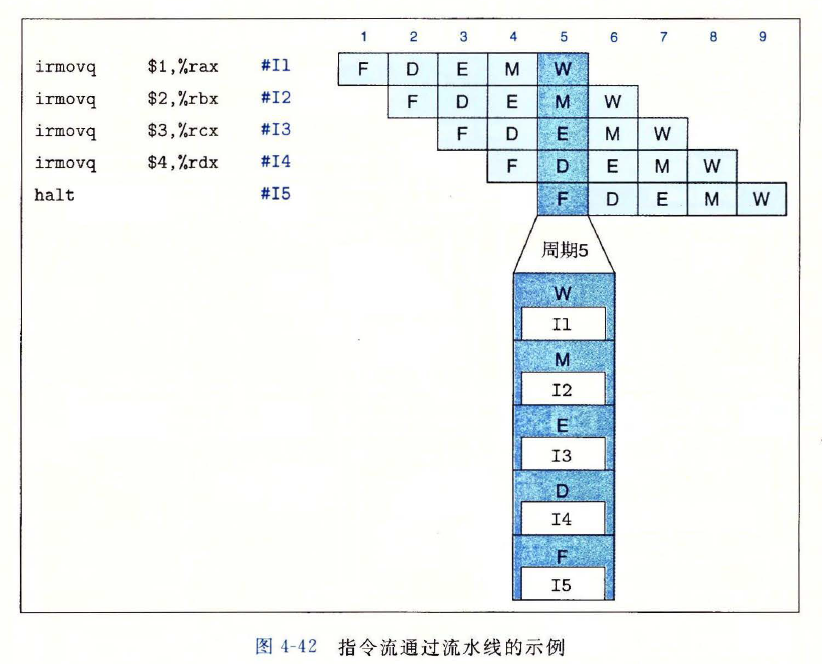 1 2 3 4 5 6 7 8 9
irmovq $1,%rax #I1 F D E M W
irmovq $2,%rbx #I2 F D E M W
irmovq $3,%rcx #I3 F D E M W
irmovq $4,%rdx #I4 F D E M W
halt #I5 F D E M W
周期5
W
I1
M
I2
E
I3
D
I4
F
I5
图 4-42 指令流通过流水线的示例